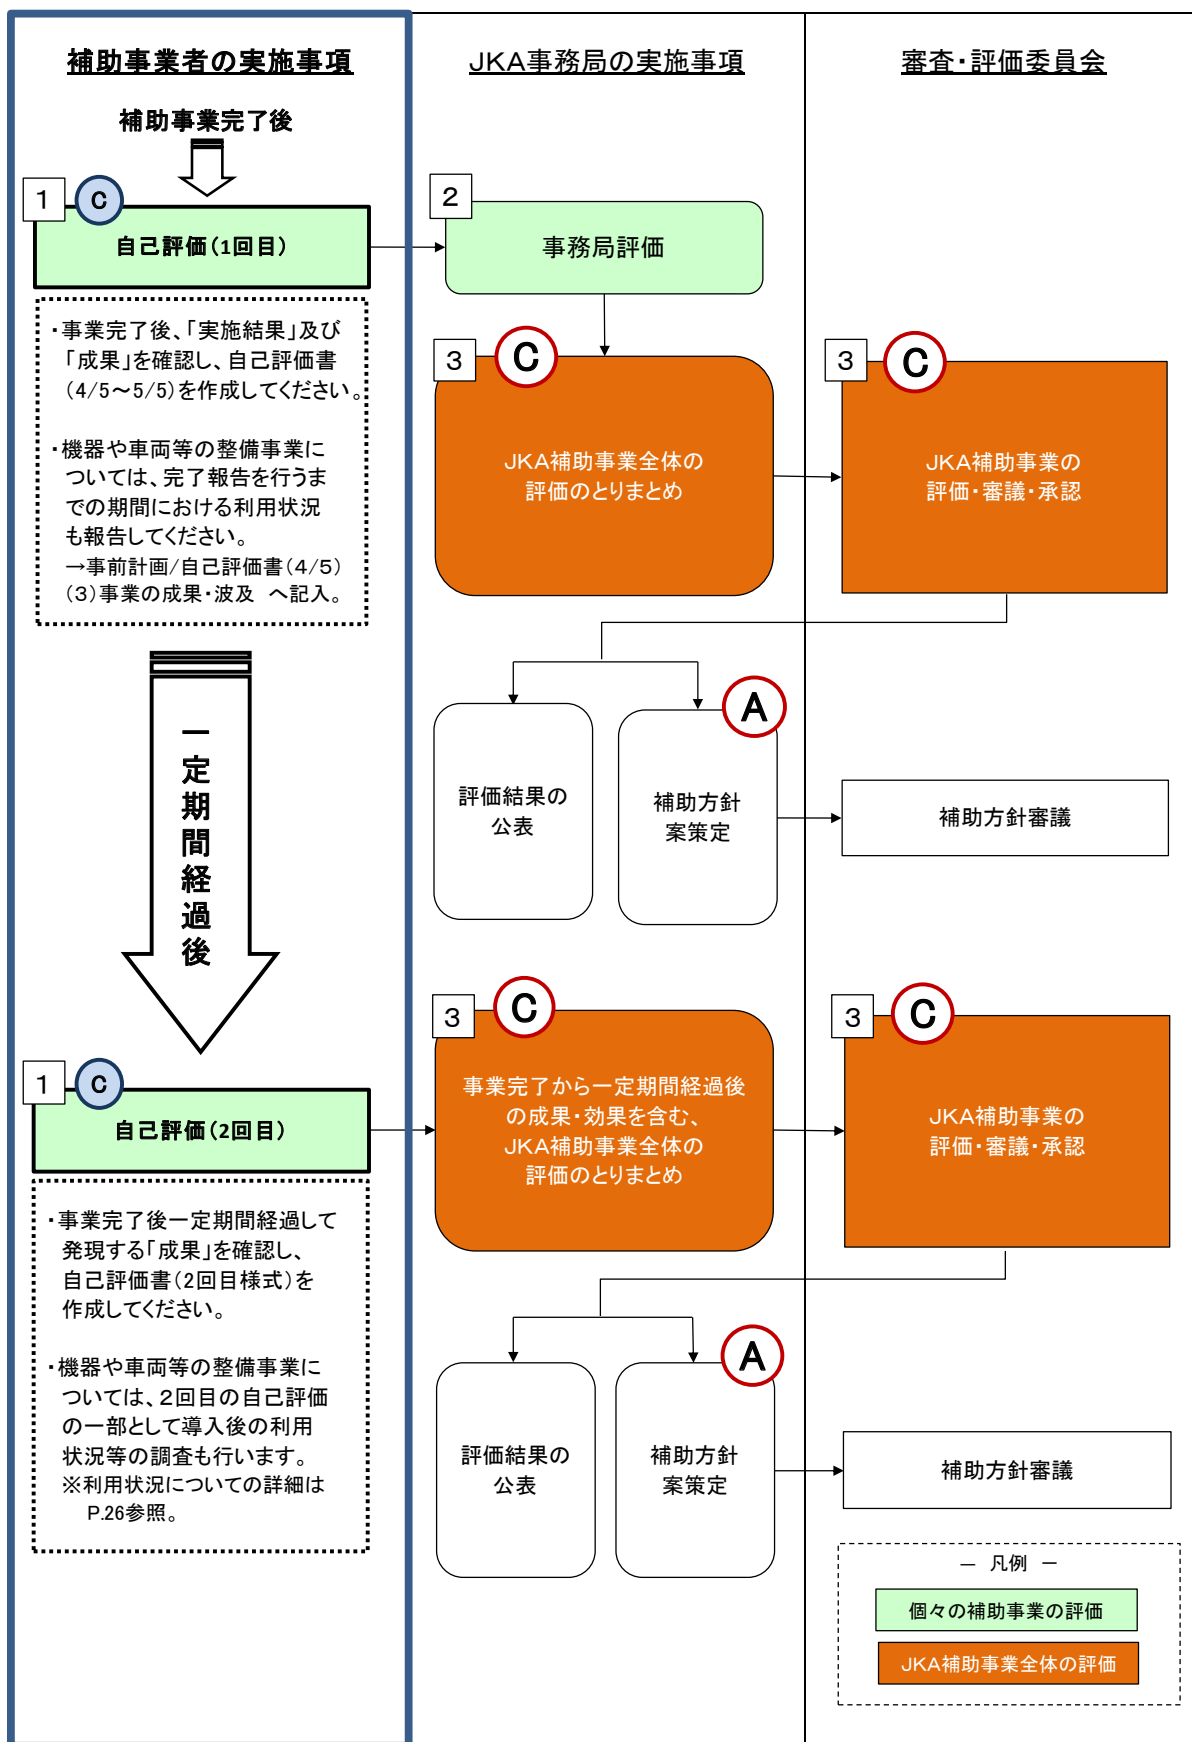 補助事業者の実施事項
補助事業完了後
1
C
自己評価(1回目)
・事業完了後、「実施結果」及び
「成果」を確認し、自己評価書
(4/5～5/5)を作成してください。
・機器や車両等の整備事業に
ついては、完了報告を行うま
での期間における利用状況
も報告してください。
→事前計画/自己評価書(4/5)
(3)事業の成果・波及 へ記入。
一定期間経過後
1
C
自己評価(2回目)
・事業完了後一定期間経過して
発現する「成果」を確認し、
自己評価書(2回目様式)を
作成してください。
・機器や車両等の整備事業に
ついては、2回目の自己評価
の一部として導入後の利用
状況等の調査も行います。
※利用状況についての詳細は
P.26参照。
JKA事務局の実施事項
2
事務局評価
3
C
JKA補助事業全体の
評価のとりまとめ
評価結果の
公表
A
補助方針
案策定
3
C
事業完了から一定期間経過後
の成果・効果を含む、
JKA補助事業全体の
評価のとりまとめ
評価結果の
公表
A
補助方針
案策定
審査・評価委員会
3
C
JKA補助事業の
評価・審議・承認
補助方針審議
3
C
JKA補助事業の
評価・審議・承認
補助方針審議
― 凡例 ―
個々の補助事業の評価
JKA補助事業全体の評価